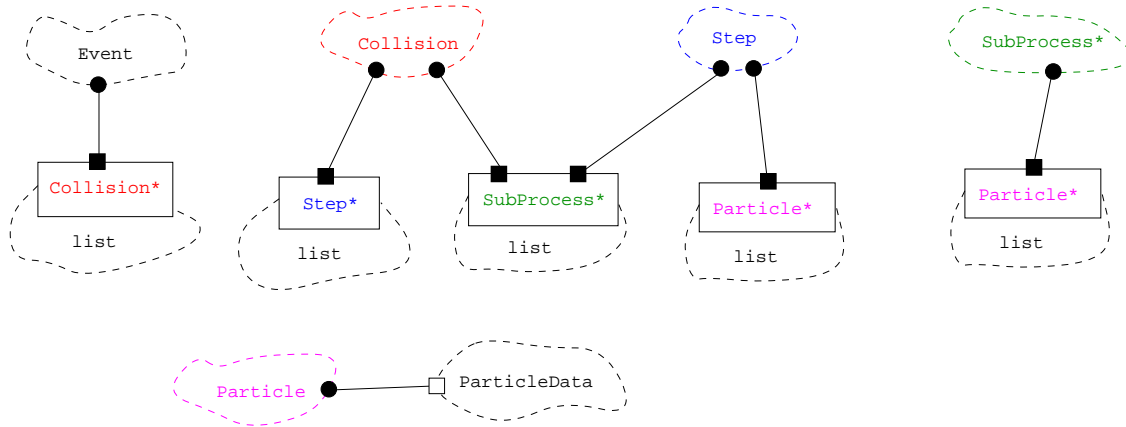 Event
Collision
Step
SubProcess*
Collision*
list
Step*
list
SubProcess*
list
Particle*
list
Particle*
list
Particle
ParticleData